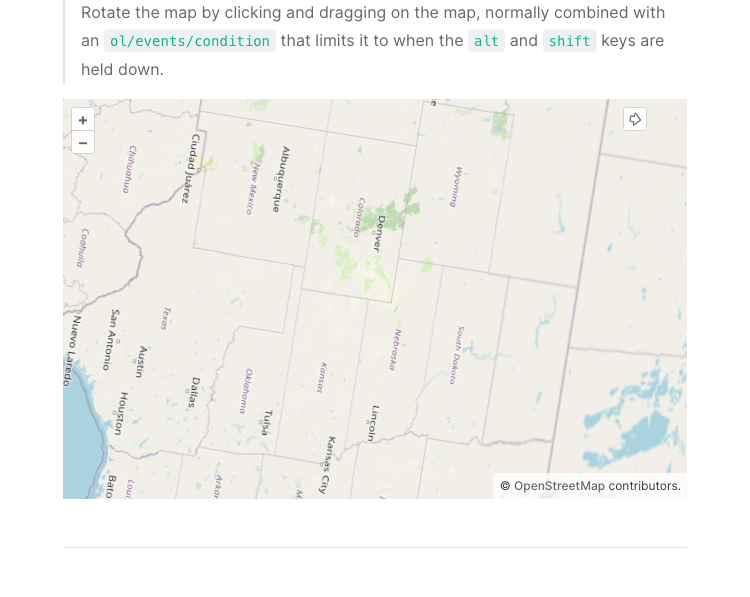 Rotate the map by clicking and dragging on the map, normally combined with
an ol/events/condition that limits it to when the alt and shift keys are
held down.
+
−
Ciudad Juárez
Chihuahua
Albuquerque
New Mexico
Wyoming
Colorado
Denver
Coahuila
Texas
San Antonio
Nuevo Laredo
Austin
Houston
Dallas
Oklahoma
Tulsa
Kansas
Nebraska
South Dakota
Lincoln
Kansas City
Bato
Loui
Arkan
M
© OpenStreetMap contributors.